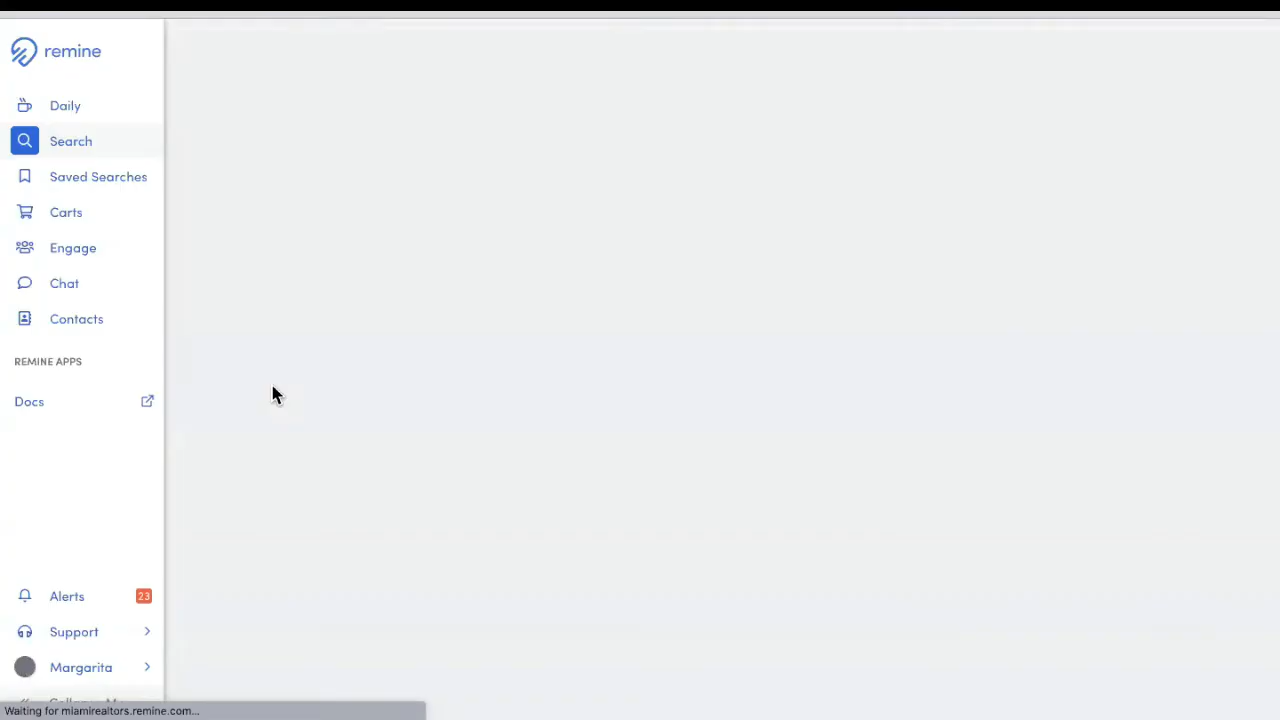 remine
Daily
Search
Saved Searches
Carts
Engage
Chat
Contacts
REMINE APPS
Docs
Alerts 23
Support
Margarita
Waiting for miamirealtors.remine.com...